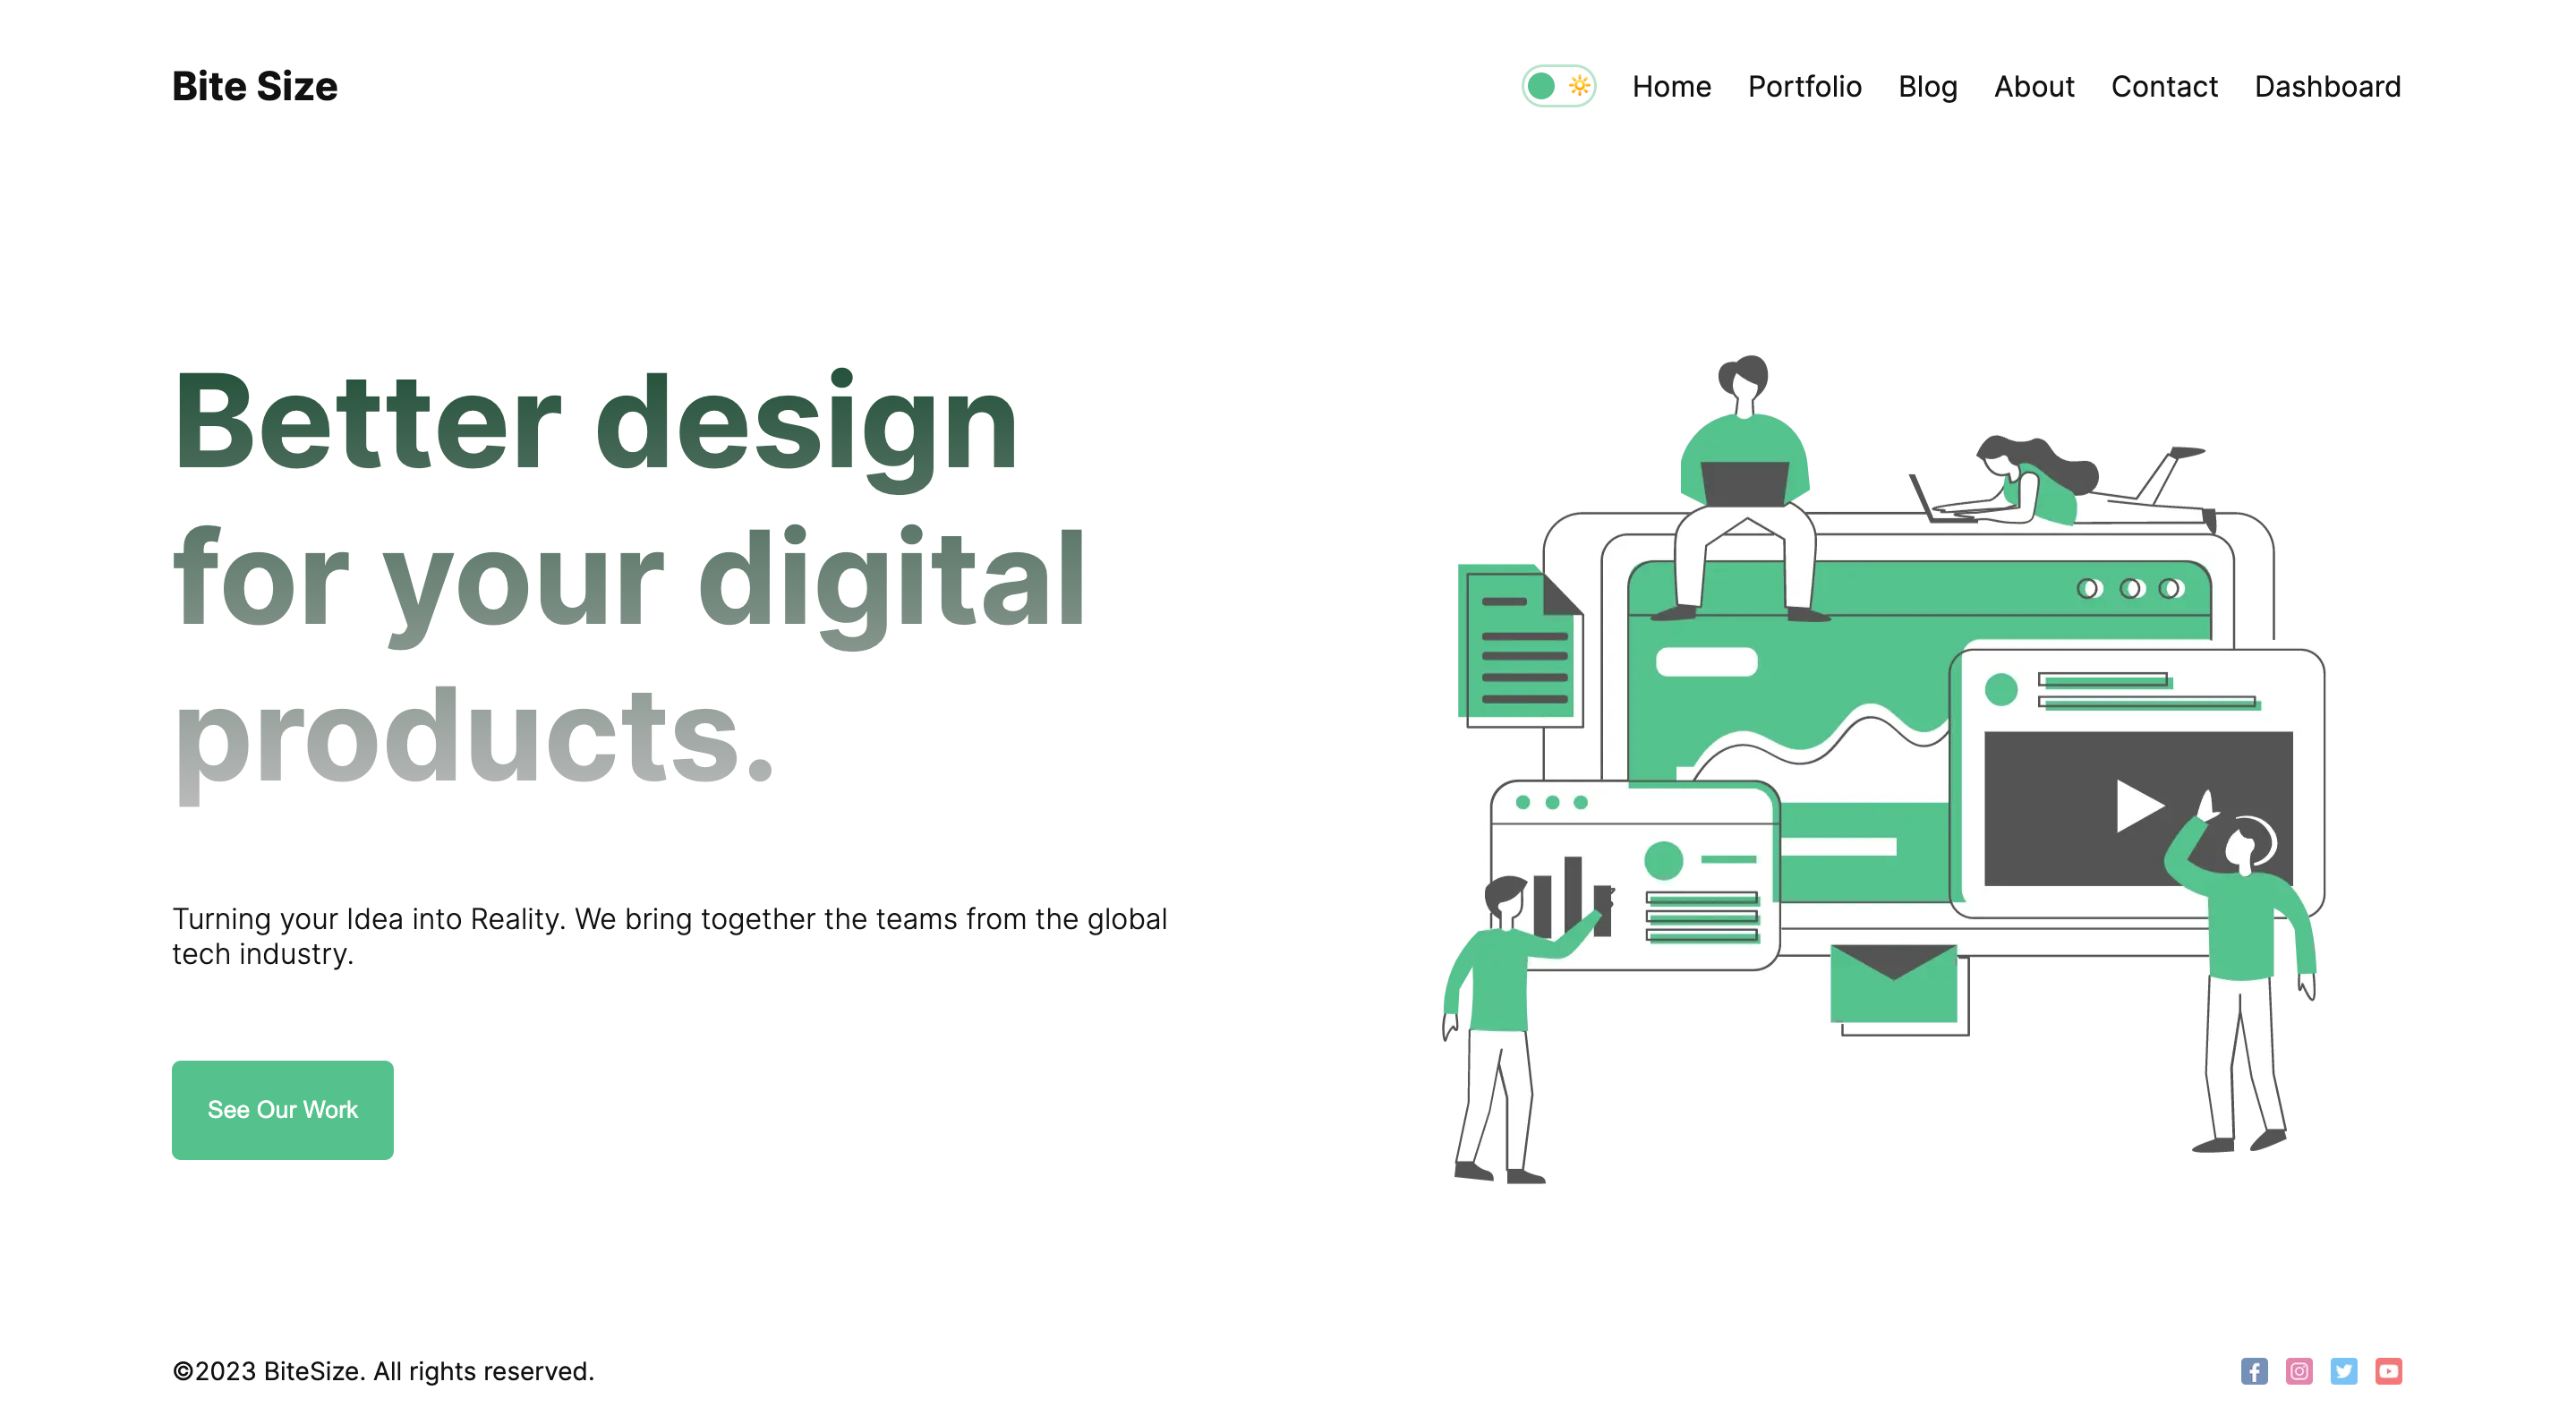 Bite Size
Home Portfolio Blog About Contact Dashboard
Better design
for your digital
products.
Turning your Idea into Reality. We bring together the teams from the global
tech industry.
See Our Work
©2023 BiteSize. All rights reserved.